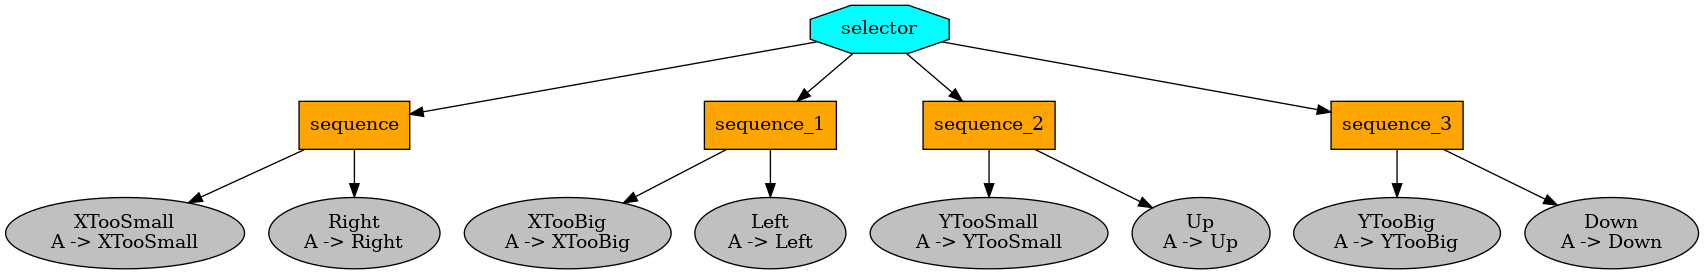 selector
sequence
sequence_1
sequence_2
sequence_3
XTooSmall
A -> XTooSmall
Right
A -> Right
XTooBig
A -> XTooBig
Left
A -> Left
YTooSmall
A -> YTooSmall
Up
A -> Up
YTooBig
A -> YTooBig
Down
A -> Down